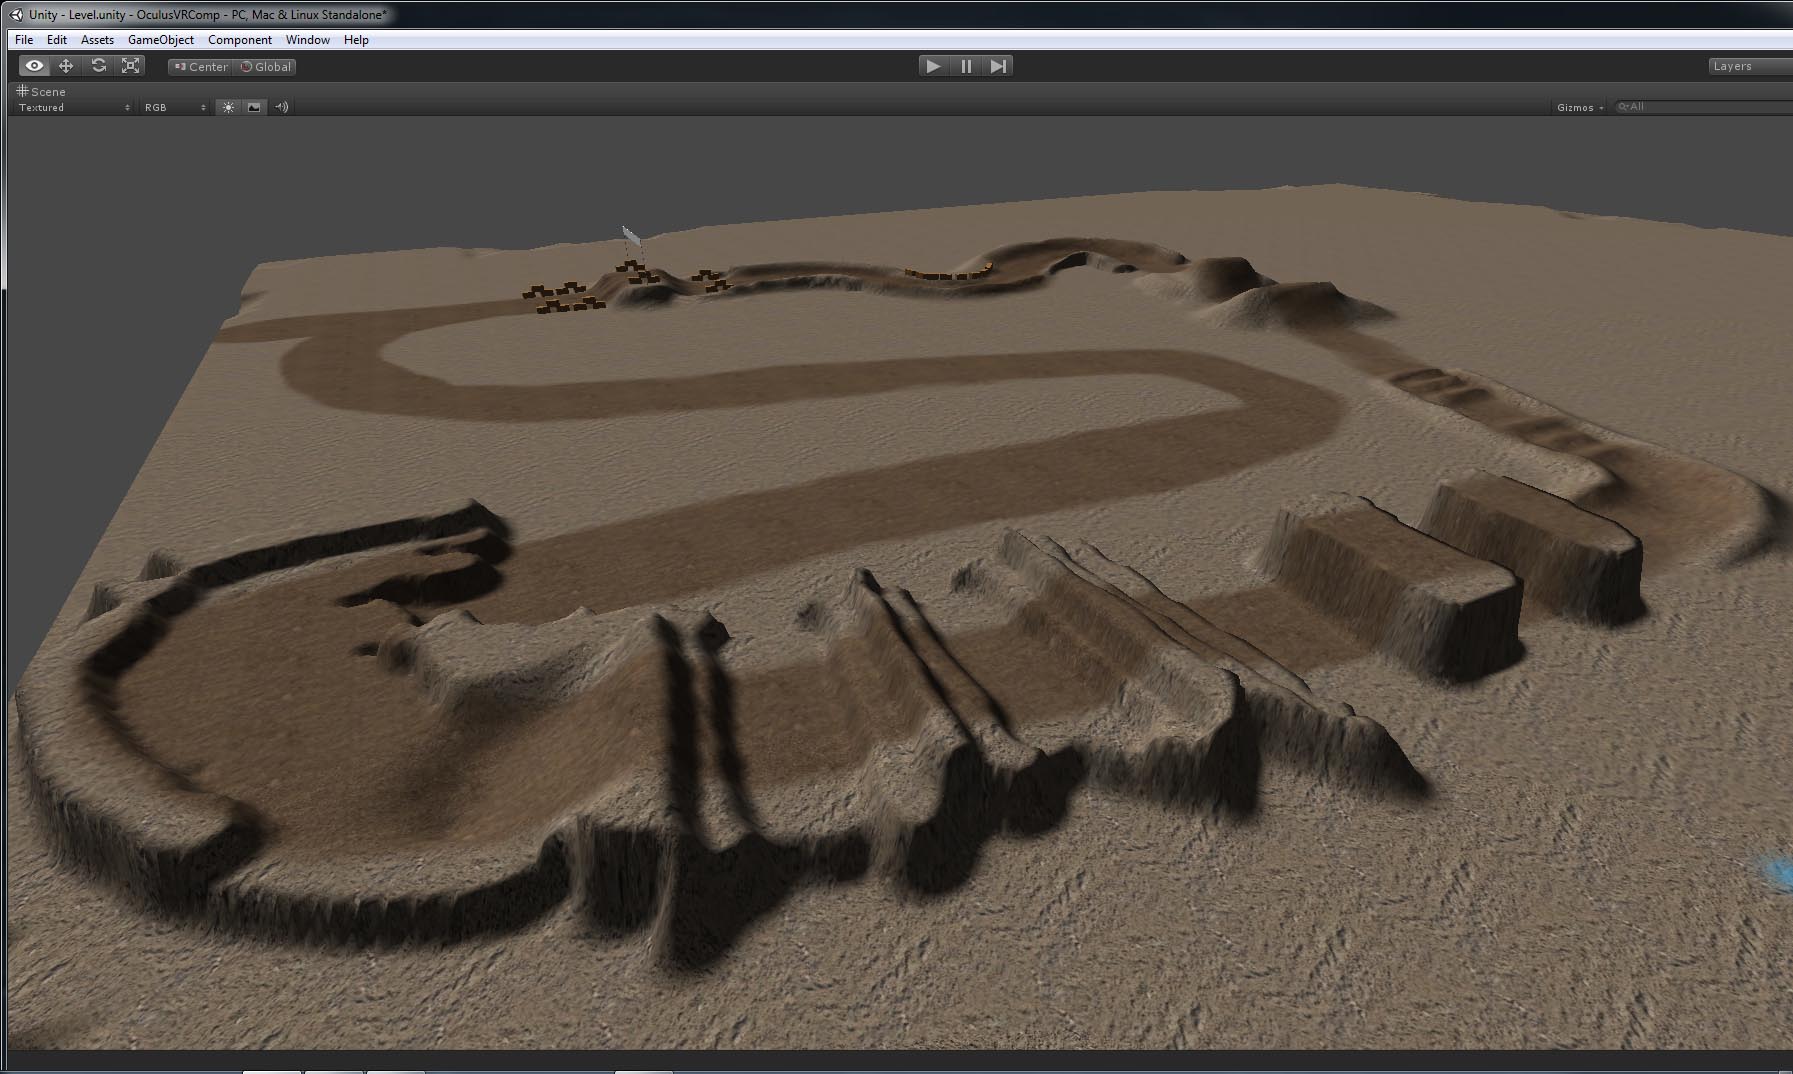 Unity - Level.unity - OculusVRComp - PC, Mac & Linux Standalone*
File Edit Assets GameObject Component Window Help
Center Global Layers
Scene
Textured RGB Gizmos All